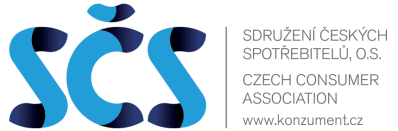 SČS
SDRUŽENÍ ČESKÝCH
SPOTŘEBITELŮ, O.S.
CZECH CONSUMER
ASSOCIATION
www.konzument.cz